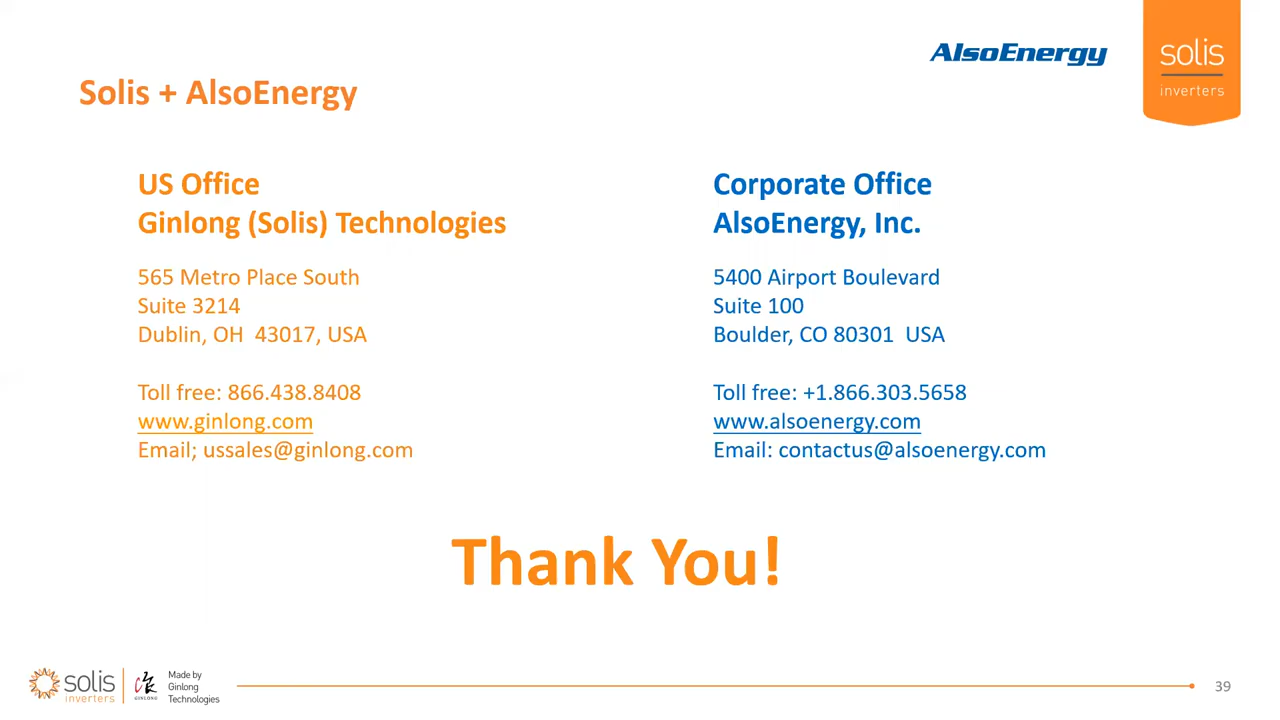 AlsoEnergy
solis
inverters
Solis + AlsoEnergy
US Office
Ginlong (Solis) Technologies
565 Metro Place South
Suite 3214
Dublin, OH  43017, USA
Toll free: 866.438.8408
www.ginlong.com
Email; ussales@ginlong.com
Corporate Office
AlsoEnergy, Inc.
5400 Airport Boulevard
Suite 100
Boulder, CO 80301  USA
Toll free: +1.866.303.5658
www.alsoenergy.com
Email: contactus@alsoenergy.com
Thank You!
solis
inverters
GINLONG
Made by
Ginlong
Technologies
39